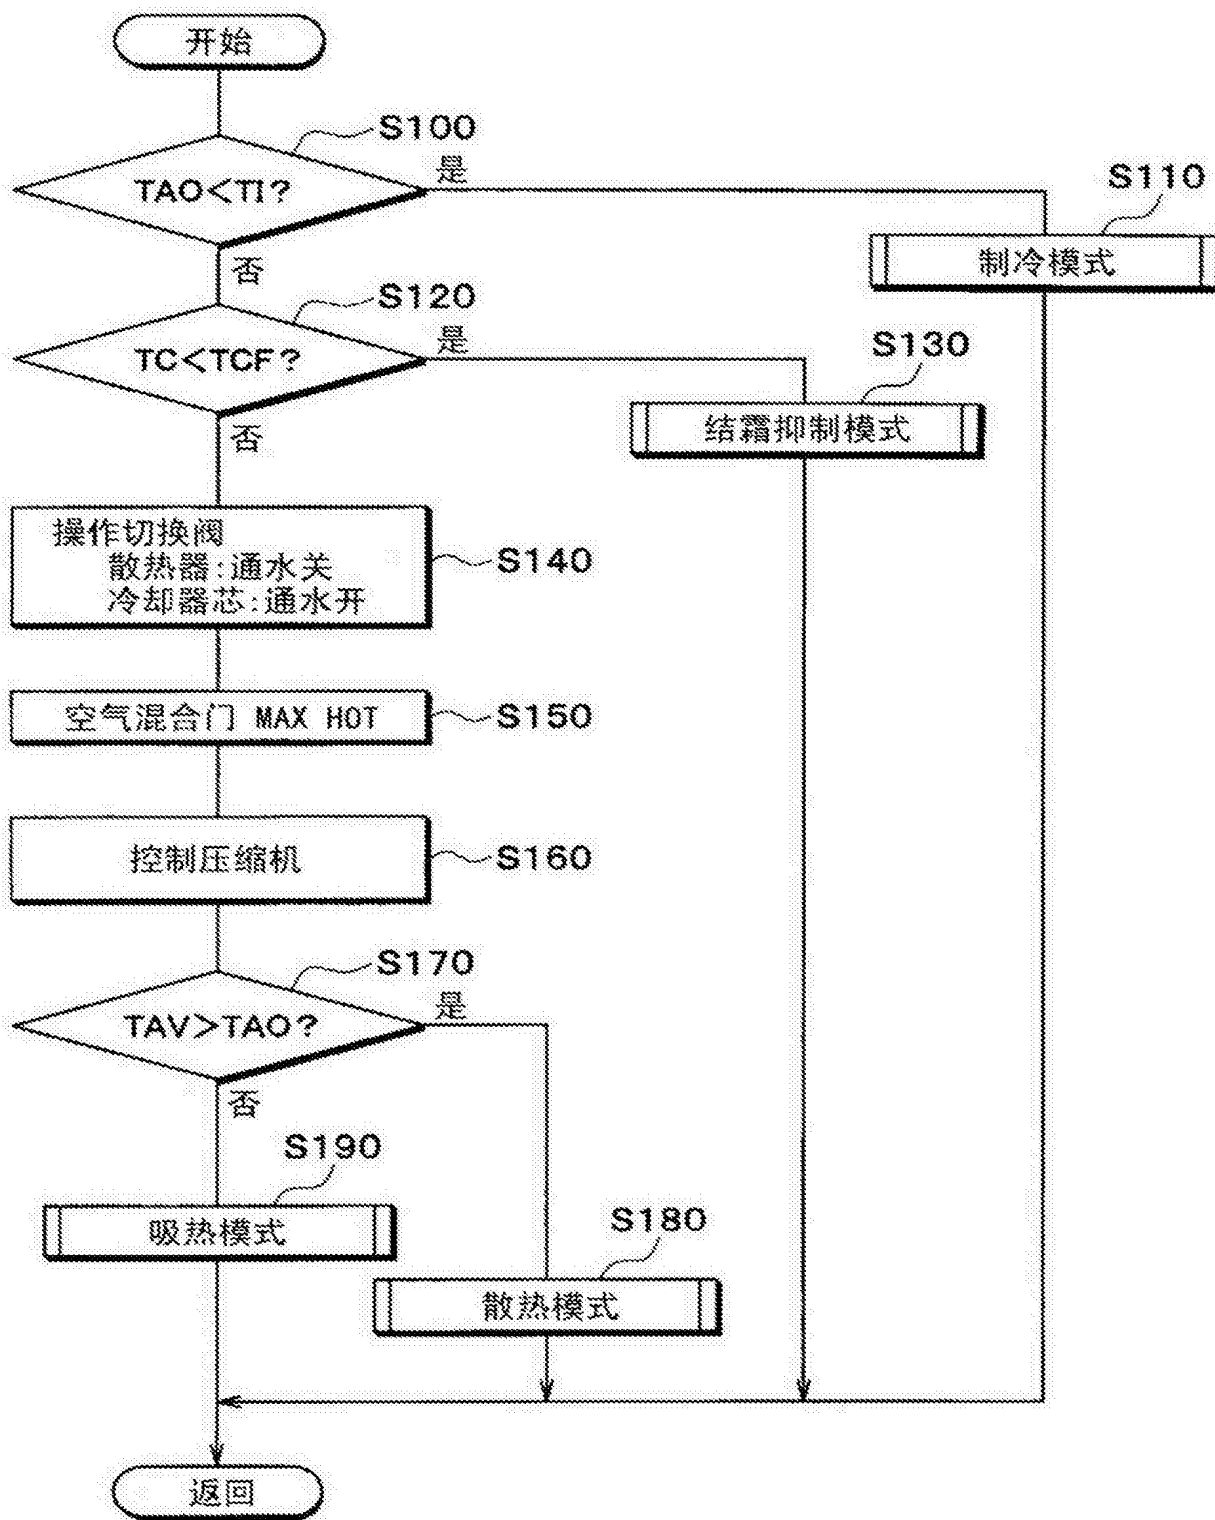 开始
S100
TAO<TI?
是
S110
制冷模式
否
S120
TC<TCF?
是
S130
结霜抑制模式
否
操作切换阀
散热器:通水关
冷却器芯:通水开
S140
空气混合门 MAX HOT
S150
控制压缩机
S160
S170
TAV>TAO?
是
否
S190
吸热模式
S180
散热模式
返回